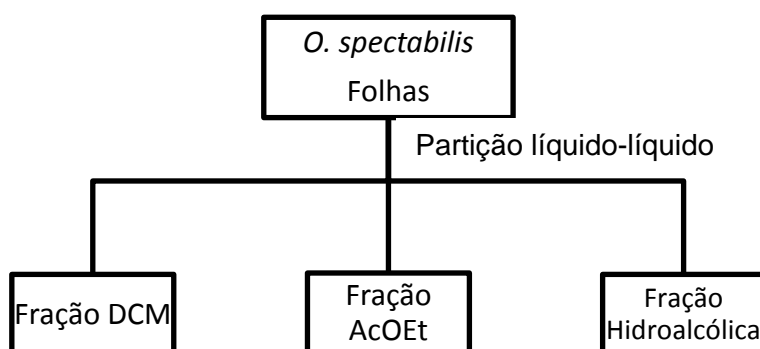 O. spectabilis
Folhas
Partição líquido-líquido
Fração DCM
Fração
AcOEt
Fração
Hidroalcólica